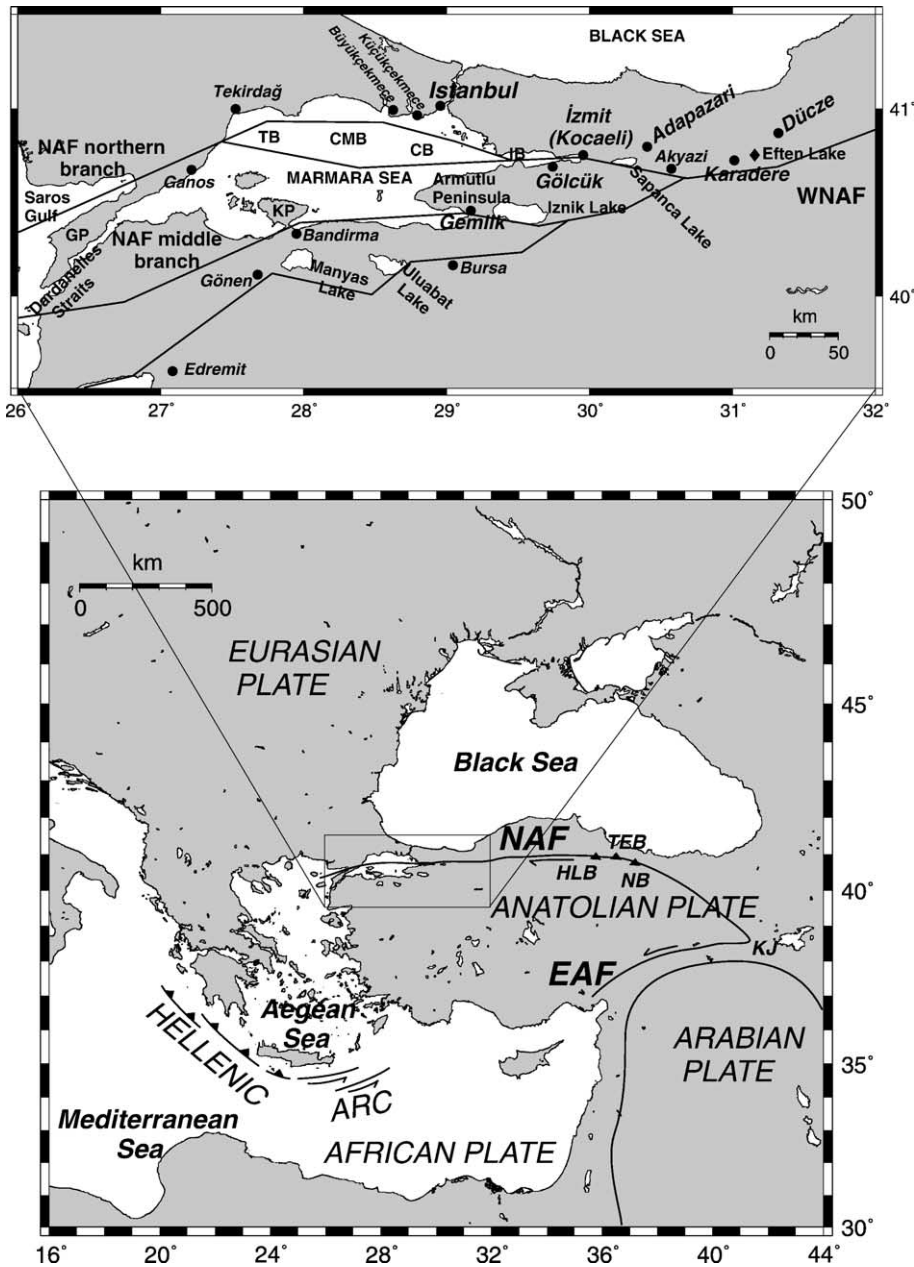 BLACK SEA
Küçükçekmece
Büyükçekmece
Istanbul
Tekirdağ
41°
İzmit
(Kocaeli)
Adapazari
Dücze
TB
CMB
CB
IB
NAF northern
branch
Akyazi
Eften Lake
Ganos
MARMARA SEA
Gölcük
Karadere
Saros
Gulf
Armutlu
Peninsula
Sapanca Lake
WNAF
KP
Iznik Lake
GP
NAF middle
branch
Gemlik
Bandirma
Dardanelles
Straits
Gönen
Manyas
Lake
Uluabat
Lake
Bursa
40°
km
0 50
Edremit
26° 27° 28° 29° 30° 31° 32°
50°
km
0 500
EURASIAN
PLATE
45°
Black Sea
NAF
TEB
HLB
NB
40°
ANATOLIAN PLATE
KJ
EAF
Aegean
Sea
HELLENIC
ARC
ARABIAN
PLATE
35°
Mediterranean
Sea
AFRICAN PLATE
30°
16 20 24 28 32 36 40 44